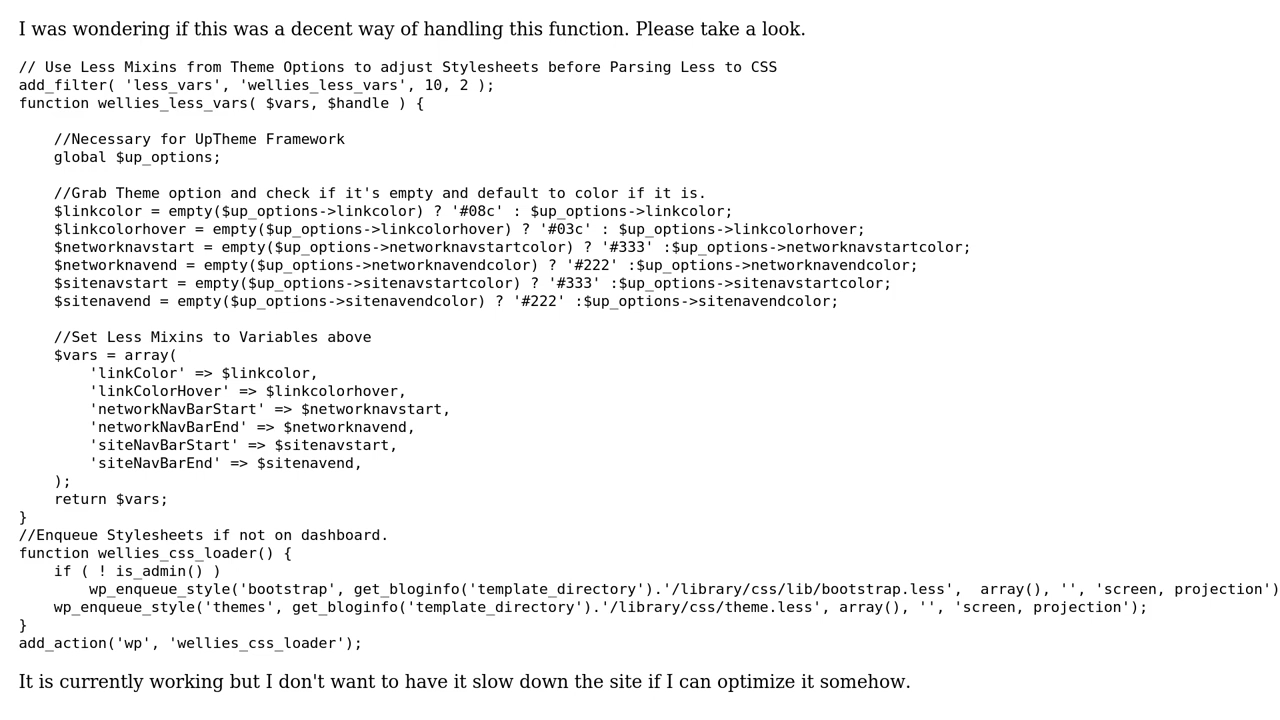 I was wondering if this was a decent way of handling this function. Please take a look.
// Use Less Mixins from Theme Options to adjust Stylesheets before Parsing Less to CSS
add_filter( 'less_vars', 'wellies_less_vars', 10, 2 );
function wellies_less_vars( $vars, $handle ) {
    //Necessary for UpTheme Framework
    global $up_options;
    //Grab Theme option and check if it's empty and default to color if it is.
    $linkcolor = empty($up_options->linkcolor) ? '#08c' : $up_options->linkcolor;
    $linkcolorhover = empty($up_options->linkcolorhover) ? '#03c' : $up_options->linkcolorhover;
    $networknavstart = empty($up_options->networknavstartcolor) ? '#333' :$up_options->networknavstartcolor;
    $networknavend = empty($up_options->networknavendcolor) ? '#222' :$up_options->networknavendcolor;
    $sitenavstart = empty($up_options->sitenavstartcolor) ? '#333' :$up_options->sitenavstartcolor;
    $sitenavend = empty($up_options->sitenavendcolor) ? '#222' :$up_options->sitenavendcolor;
    //Set Less Mixins to Variables above
    $vars = array(
        'linkColor' => $linkcolor,
        'linkColorHover' => $linkcolorhover,
        'networkNavBarStart' => $networknavstart,
        'networkNavBarEnd' => $networknavend,
        'siteNavBarStart' => $sitenavstart,
        'siteNavBarEnd' => $sitenavend,
    );
    return $vars;
}
//Enqueue Stylesheets if not on dashboard.
function wellies_css_loader() {
    if ( ! is_admin() )
        wp_enqueue_style('bootstrap', get_bloginfo('template_directory').'/library/css/lib/bootstrap.less',  array(), '', 'screen, projection')
    wp_enqueue_style('themes', get_bloginfo('template_directory').'/library/css/theme.less', array(), '', 'screen, projection');
}
add_action('wp', 'wellies_css_loader');
It is currently working but I don't want to have it slow down the site if I can optimize it somehow.